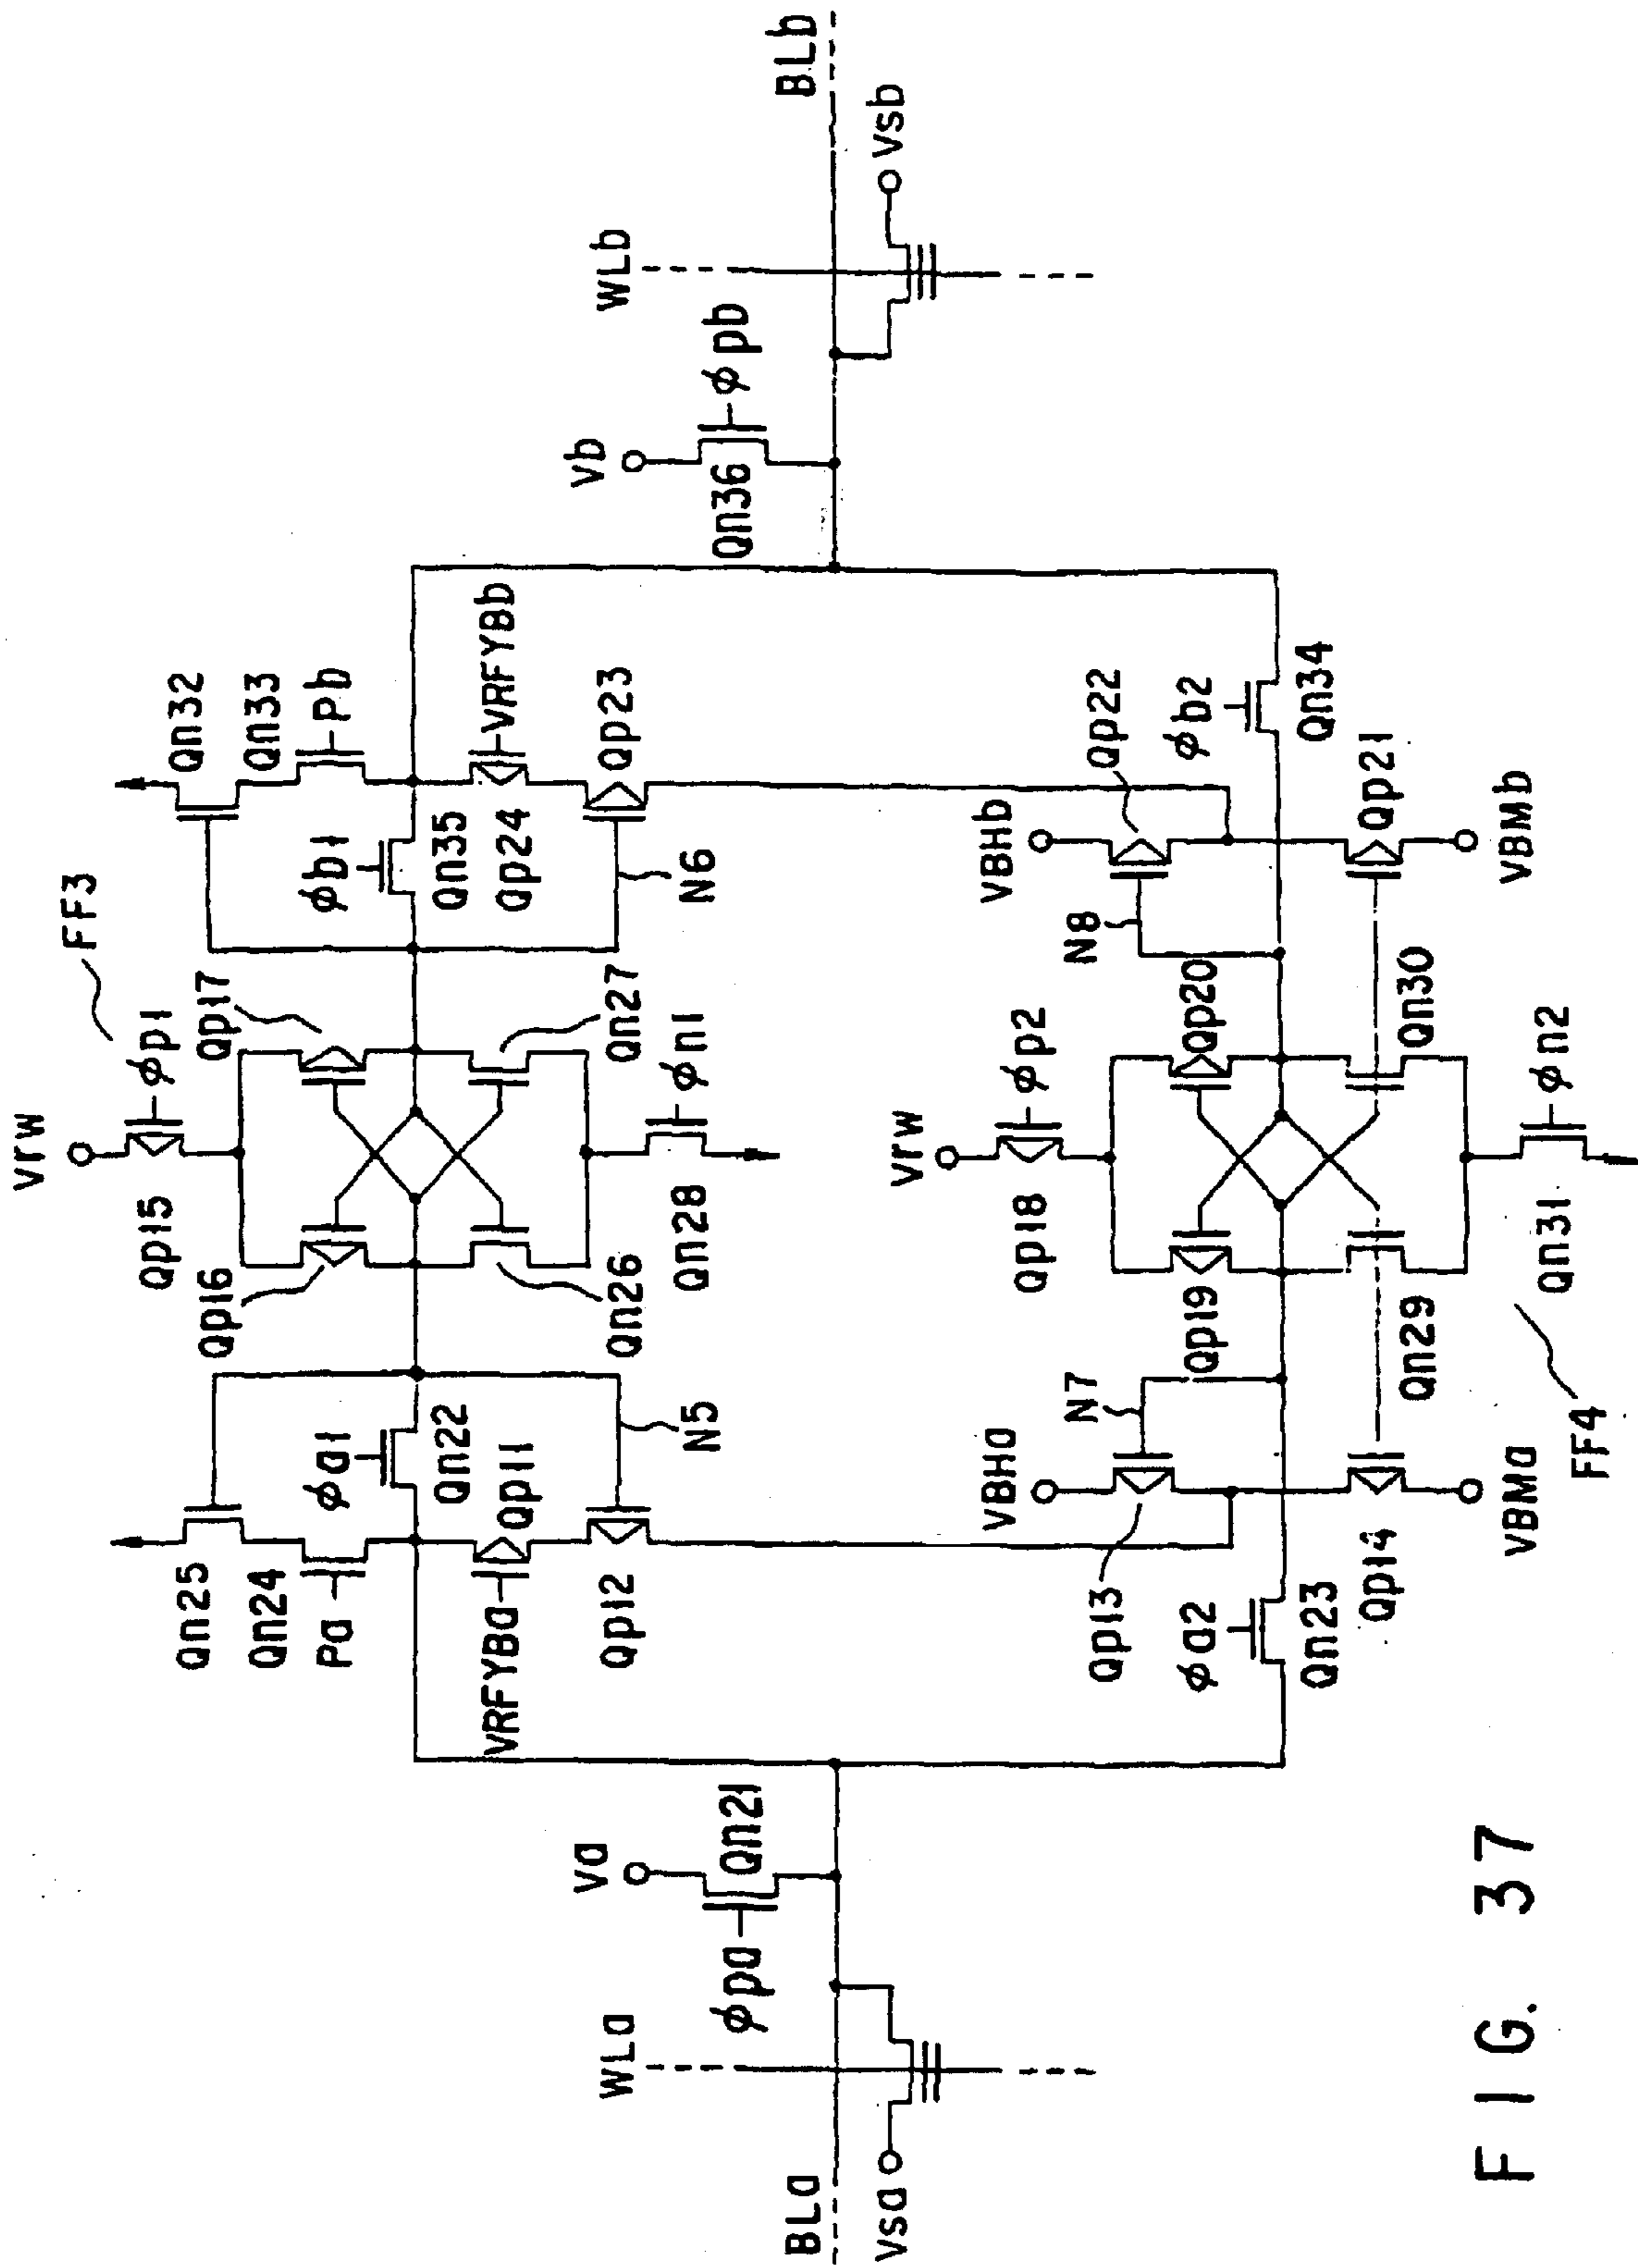 FF3
Vrw
Qp15
φp1
Qp16
Qp17
Qn26
Qn27
Qn28
φn1
Qn25
Qn24
Pa
φa1
Qn22
VRFYBa
Qp11
Qp12
N5
Qn32
Qn33
Pb
φb1
Qn35
VRFYBb
Qp24
Qp23
N6
BLa
WLa
Vsa
Va
φpa
Qn21
Vb
φpb
Qn36
WLb
BLb
Vsb
Vrw
Qp18
φp2
Qp19
Qp20
Qn29
Qn30
Qn31
φn2
FF4
VBHa
N7
Qp13
φa2
Qn23
Qp14
VBMa
VBHb
N8
Qp22
φb2
Qn34
Qp21
VBMb
FIG. 37